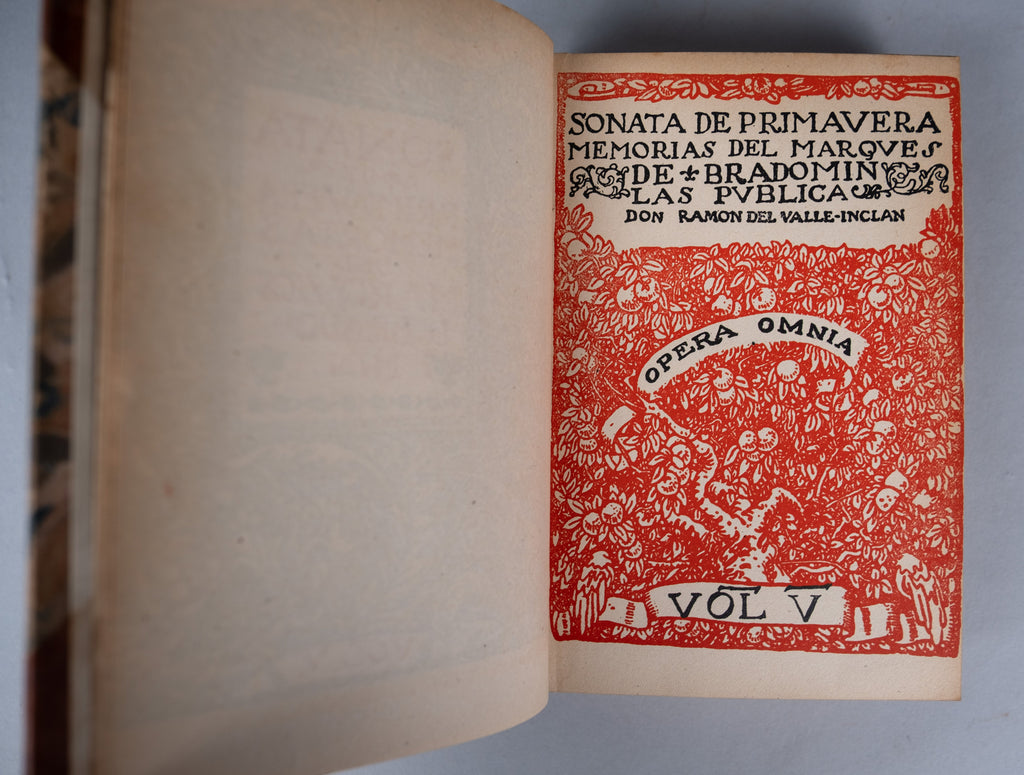 SONATA DE PRIMAVERA
MEMORIAS DEL MARQVES
DE BRADOMIN
LAS PVBLICA
DON RAMON DEL VALLE-INCLAN
OPERA OMNIA
VOL V